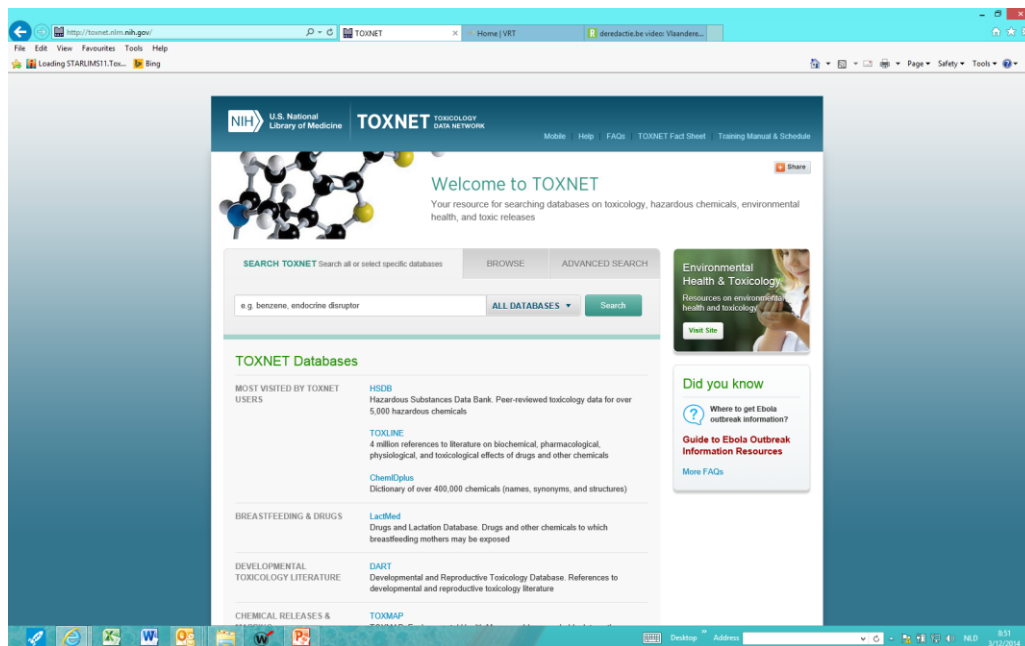 http://toxnet.nlm.nih.gov/
TOXNET
Home | VRT
deredactie.be video: Vlaandere...
File Edit View Favourites Tools Help
Loading STARLIMS11.Tox...
Bing
Page Safety Tools
NIH
U.S. National
Library of Medicine
TOXNET
TOXICOLOGY
DATA NETWORK
Mobile Help FAQs TOXNET Fact Sheet Training Manual & Schedule
Share
Welcome to TOXNET
Your resource for searching databases on toxicology, hazardous chemicals, environmental
health, and toxic releases
SEARCH TOXNET Search all or select specific databases
BROWSE
ADVANCED SEARCH
e.g. benzene, endocrine disruptor
ALL DATABASES
Search
Environmental
Health & Toxicology
Resources on environmental
health and toxicology
Visit Site
TOXNET Databases
MOST VISITED BY TOXNET
USERS
HSDB
Hazardous Substances Data Bank. Peer-reviewed toxicology data for over
5,000 hazardous chemicals
TOXLINE
4 million references to literature on biochemical, pharmacological,
physiological, and toxicological effects of drugs and other chemicals
ChemIDplus
Dictionary of over 400,000 chemicals (names, synonyms, and structures)
BREASTFEEDING & DRUGS
LactMed
Drugs and Lactation Database. Drugs and other chemicals to which
breastfeeding mothers may be exposed
DEVELOPMENTAL
TOXICOLOGY LITERATURE
DART
Developmental and Reproductive Toxicology Database. References to
developmental and reproductive toxicology literature
CHEMICAL RELEASES &
TOXMAP
Did you know
Where to get Ebola
outbreak information?
Guide to Ebola Outbreak
Information Resources
More FAQs
Desktop
Address
NLD
8:51
3/12/2014